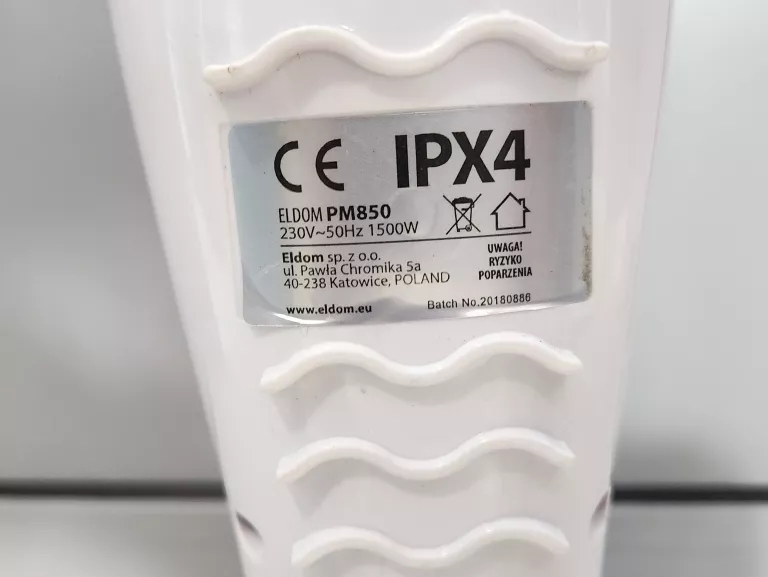 CE IPX4
ELDOM PM850
230V~50Hz 1500W
Eldom sp. z o.o.
ul. Pawła Chromika 5a
40-238 Katowice, POLAND
www.eldom.eu
UWAGA!
RYZYKO
POPARZENIA
Batch No.20180886